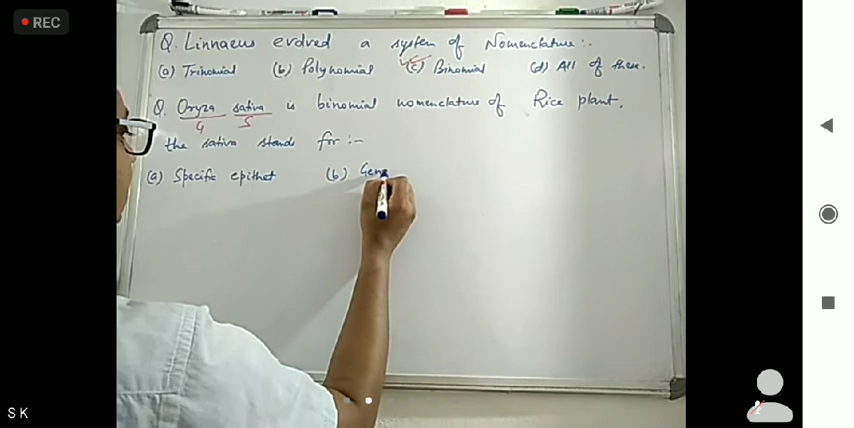 REC
Q. Linnaeus evolved a system of Nomenclature:-
(a) Trinomial (b) Polynomial (c) Binomial (d) All of these.
Q. Oryza sativa is binomial nomenclature of Rice plant.
G S
the sativa stands for :-
(a) Specific epithet (b) Gene
S K